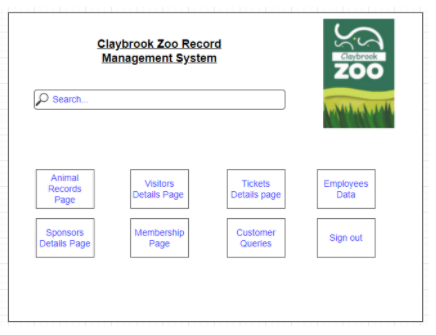 Claybrook Zoo Record
Management System
Claybrook
ZOO
Search...
Animal
Records
Page
Visitors
Details Page
Tickets
Details page
Employees
Data
Sponsors
Details Page
Membership
Page
Customer
Queries
Sign out